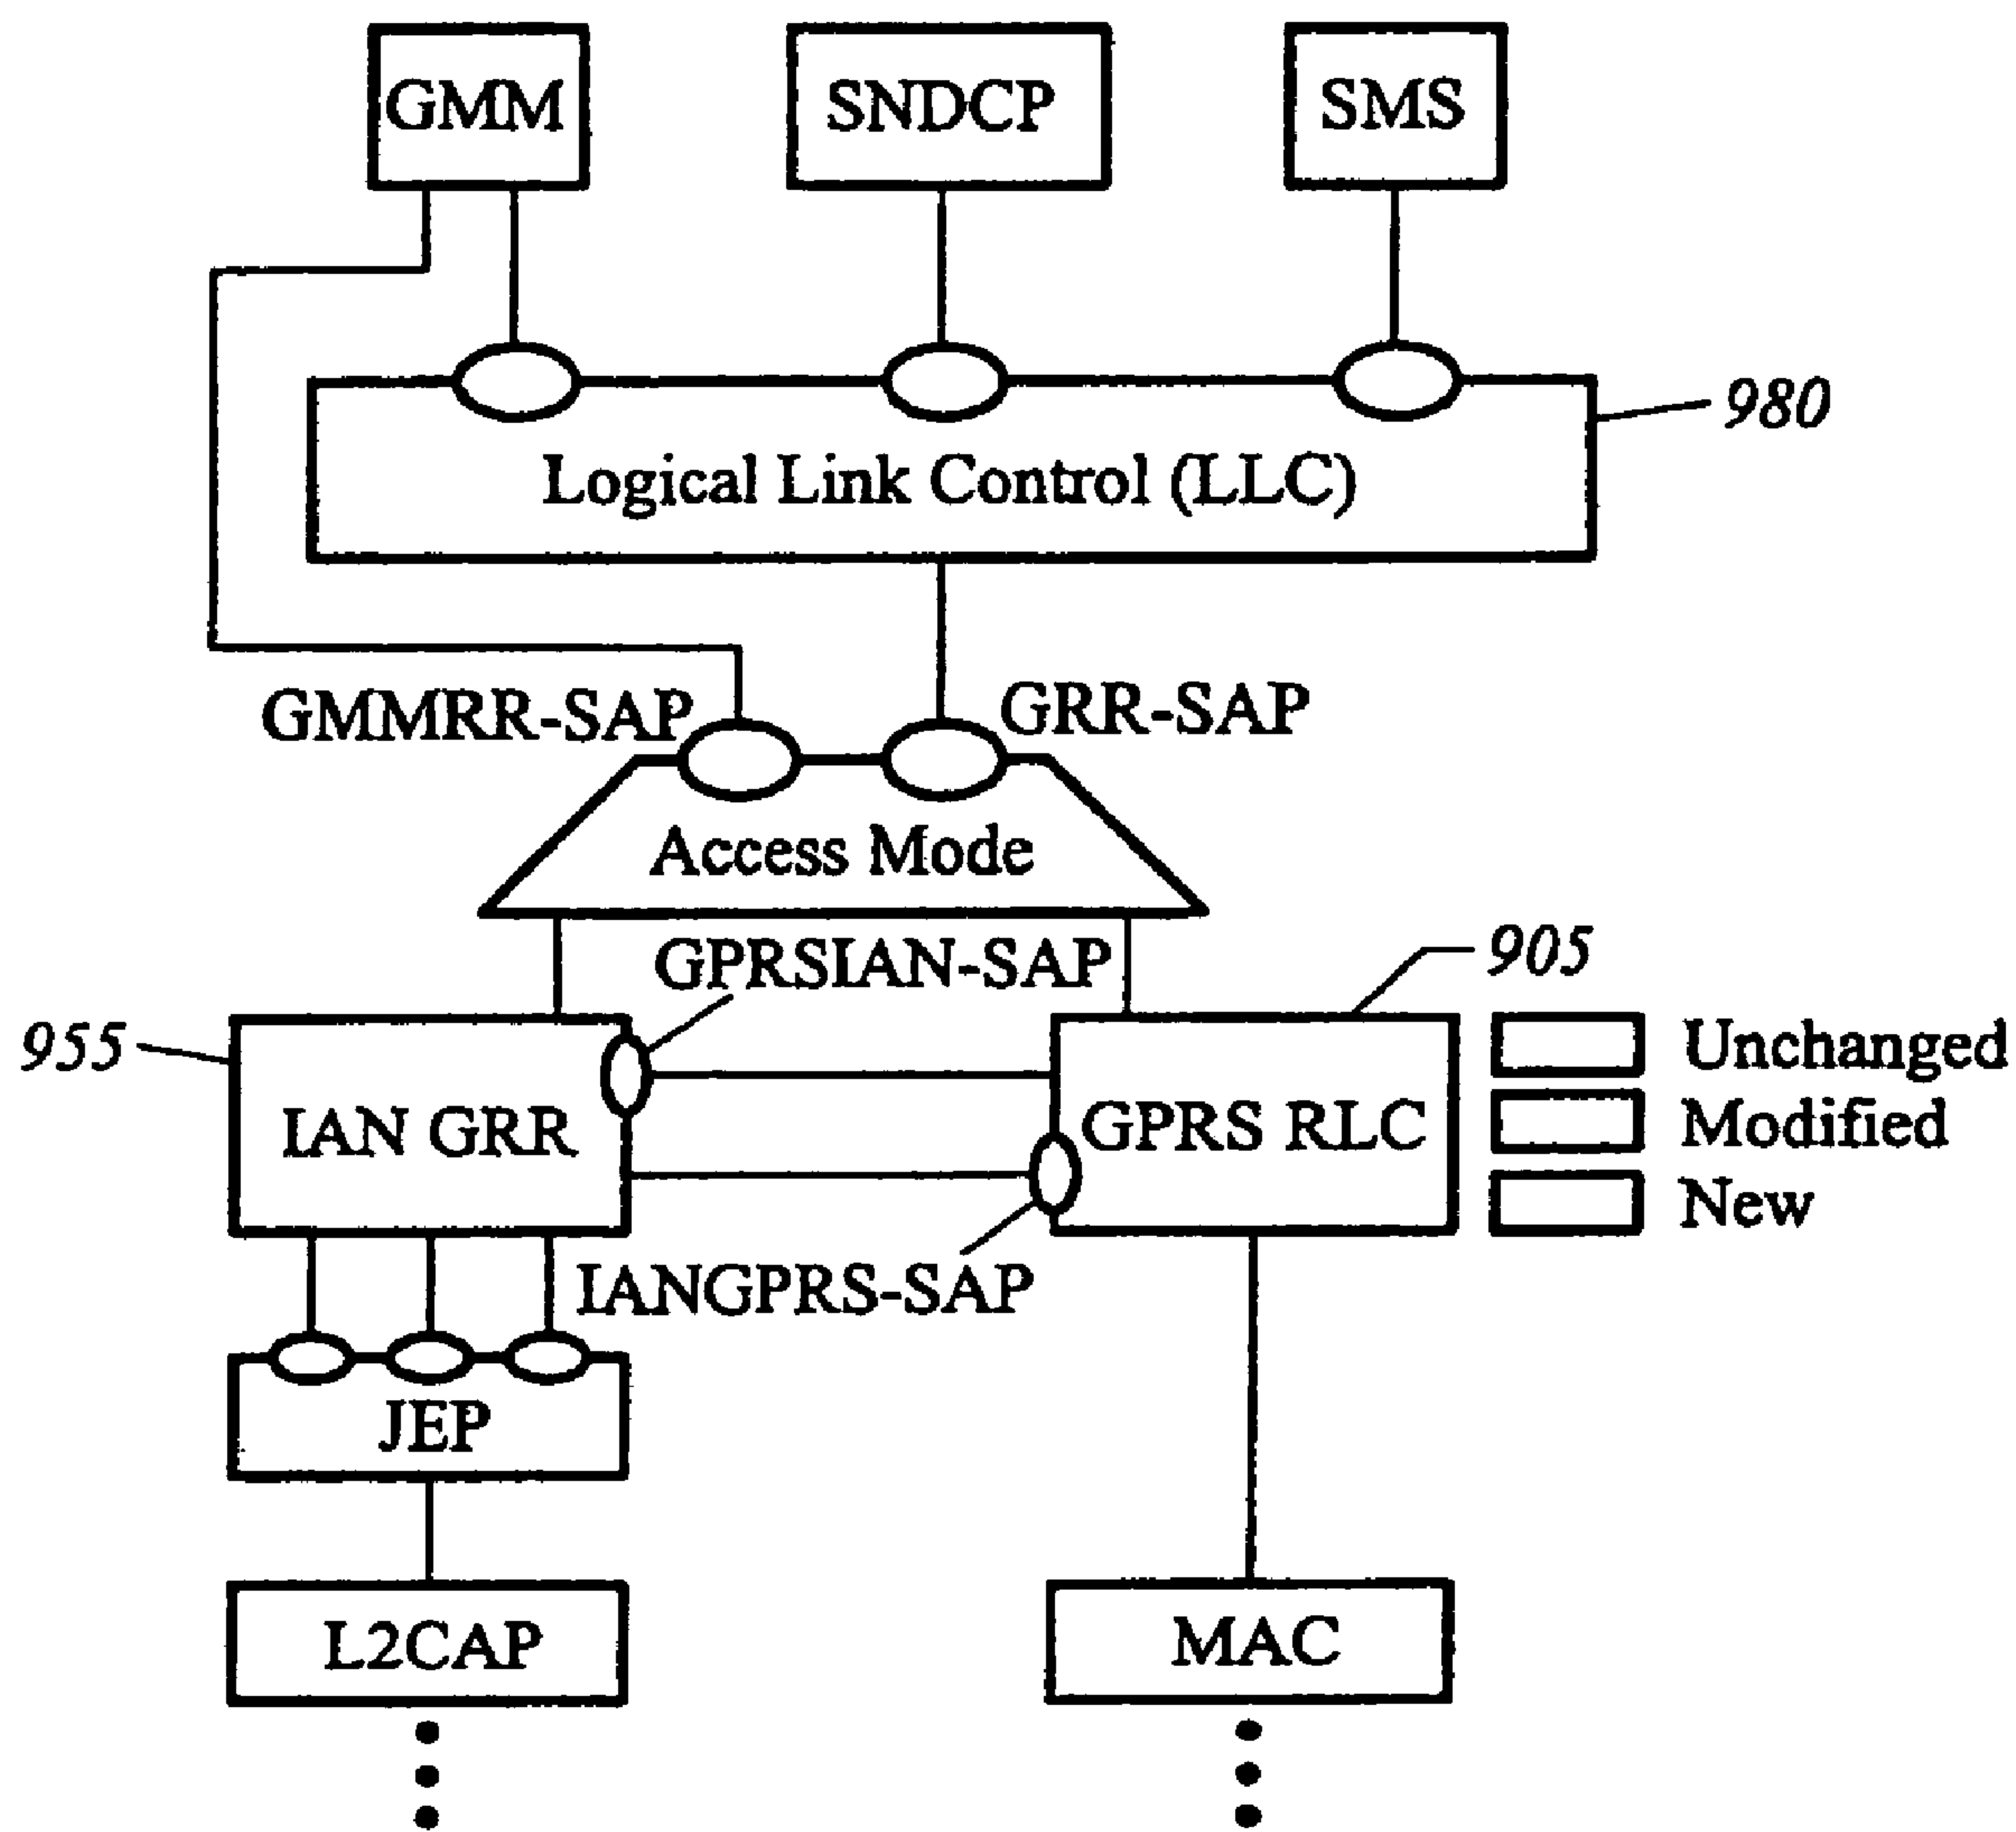 GMM
SNDCP
SMS
980
Logical Link Control (LLC)
GMMRR-SAP
GRR-SAP
Access Mode
GPRSIAN-SAP
905
955
Unchanged
IAN GRR
GPRS RLC
Modified
New
IANGPRS-SAP
JEP
L2CAP
MAC